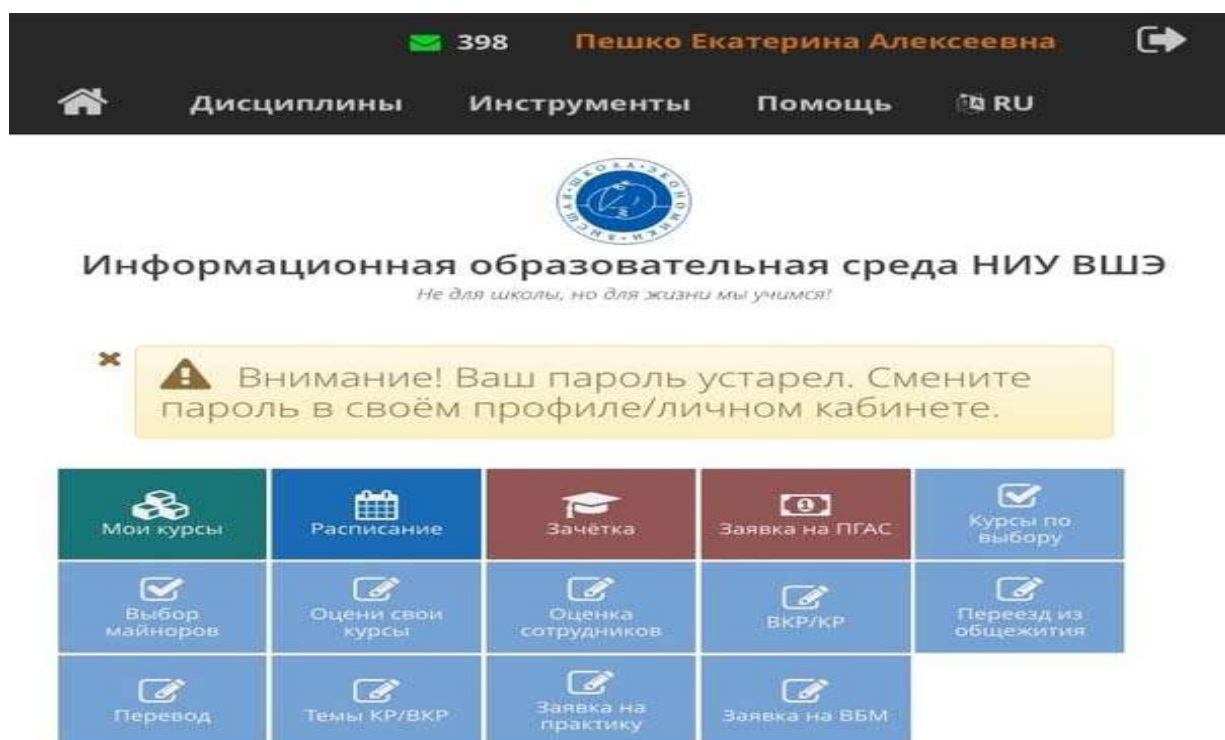 398 Пешко Екатерина Алексеевна
Дисциплины Инструменты Помощь RU
ВЫСШАЯ • ШКОЛА • ЭКОНОМИКИ
Информационная образовательная среда НИУ ВШЭ
Не для школы, но для жизни мы учимся!
Внимание! Ваш пароль устарел. Смените
пароль в своём профиле/личном кабинете.
Мои курсы
Расписание
Зачётка
Заявка на ПГАС
Курсы по
выбору
Выбор
майноров
Оцени свои
курсы
Оценка
сотрудников
ВКР/КР
Переезд из
общежития
Перевод
Темы КР/ВКР
Заявка на
практику
Заявка на ВБМ